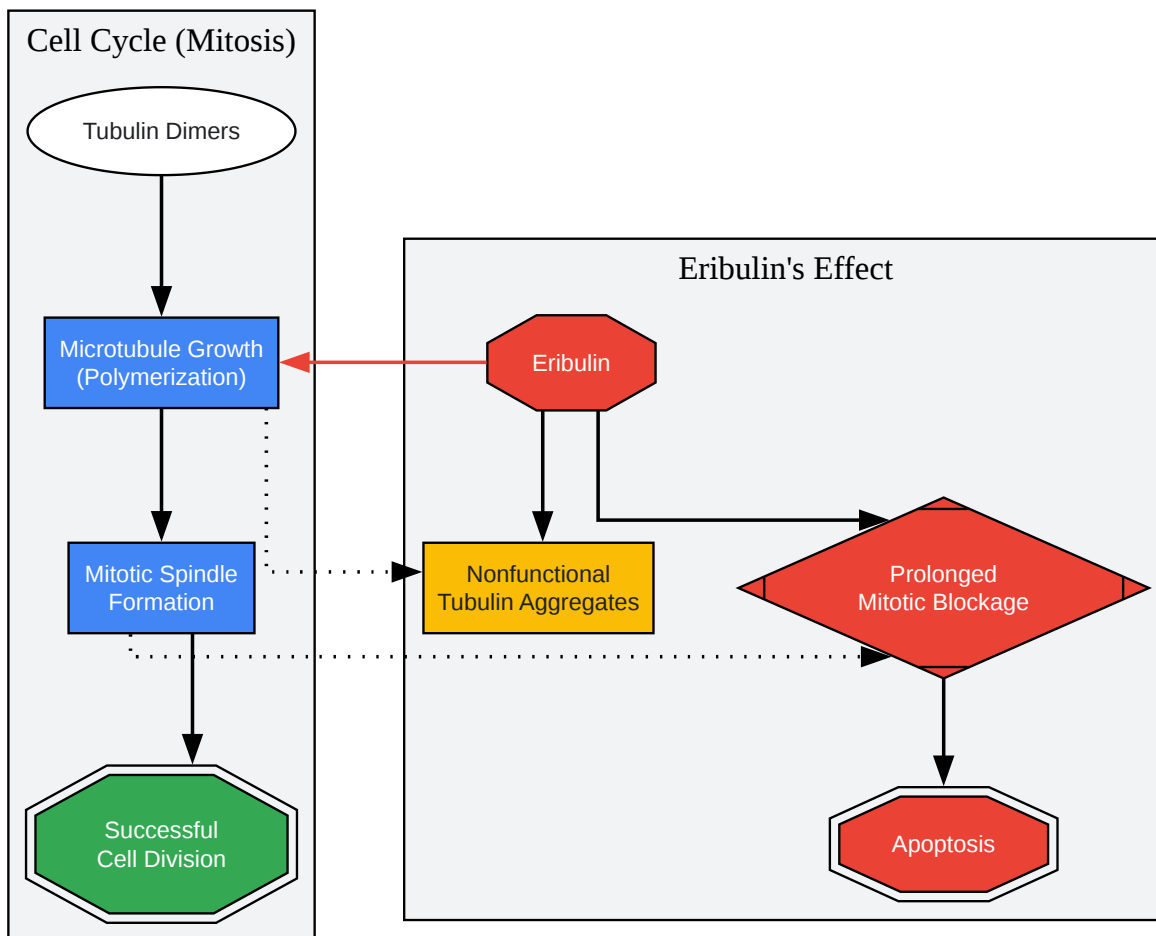 Cell Cycle (Mitosis)
Tubulin Dimers
Microtubule Growth
(Polymerization)
Mitotic Spindle
Formation
Successful
Cell Division
Eribulin's Effect
Eribulin
Nonfunctional
Tubulin Aggregates
Prolonged
Mitotic Blockage
Apoptosis